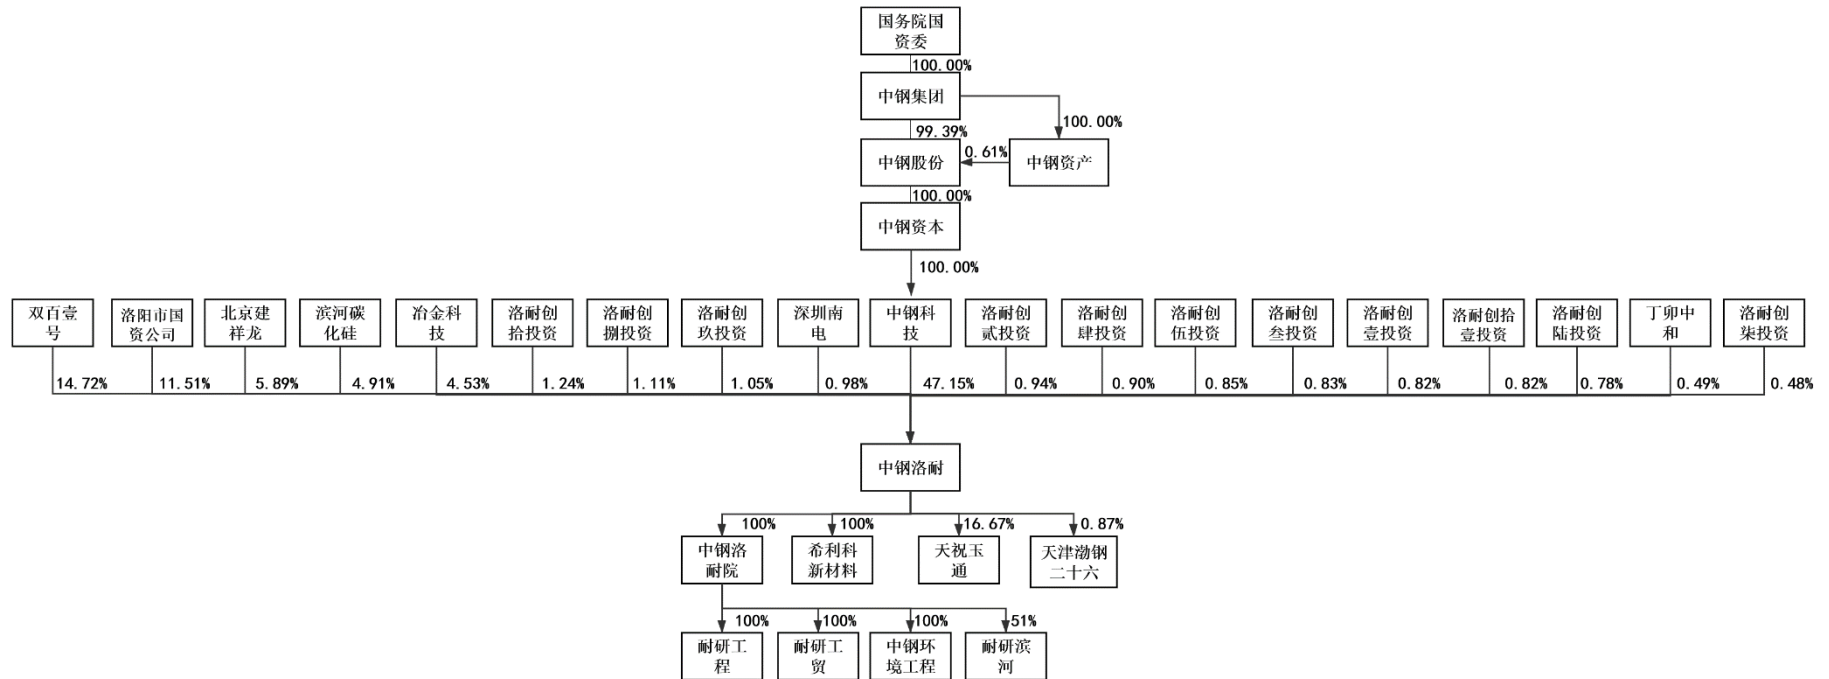 国务院国
资委
100.00%
中钢集团
100.00%
99.39%
中钢股份
0.61%
中钢资产
100.00%
中钢资本
100.00%
双百壹
号
洛阳市国
资公司
北京建
祥龙
滨河碳
化硅
冶金科
技
洛耐创
拾投资
洛耐创
捌投资
洛耐创
玖投资
深圳南
电
中钢科
技
洛耐创
贰投资
洛耐创
肆投资
洛耐创
伍投资
洛耐创
叁投资
洛耐创
壹投资
洛耐创拾
壹投资
洛耐创
陆投资
丁卯中
和
洛耐创
柒投资
14.72%
11.51%
5.89%
4.91%
4.53%
1.24%
1.11%
1.05%
0.98%
47.15%
0.94%
0.90%
0.85%
0.83%
0.82%
0.82%
0.78%
0.49%
0.48%
中钢洛耐
100%
100%
16.67%
0.87%
中钢洛
耐院
希利科
新材料
天祝玉
通
天津渤钢
二十六
100%
100%
100%
51%
耐研工
程
耐研工
贸
中钢环
境工程
耐研滨
河